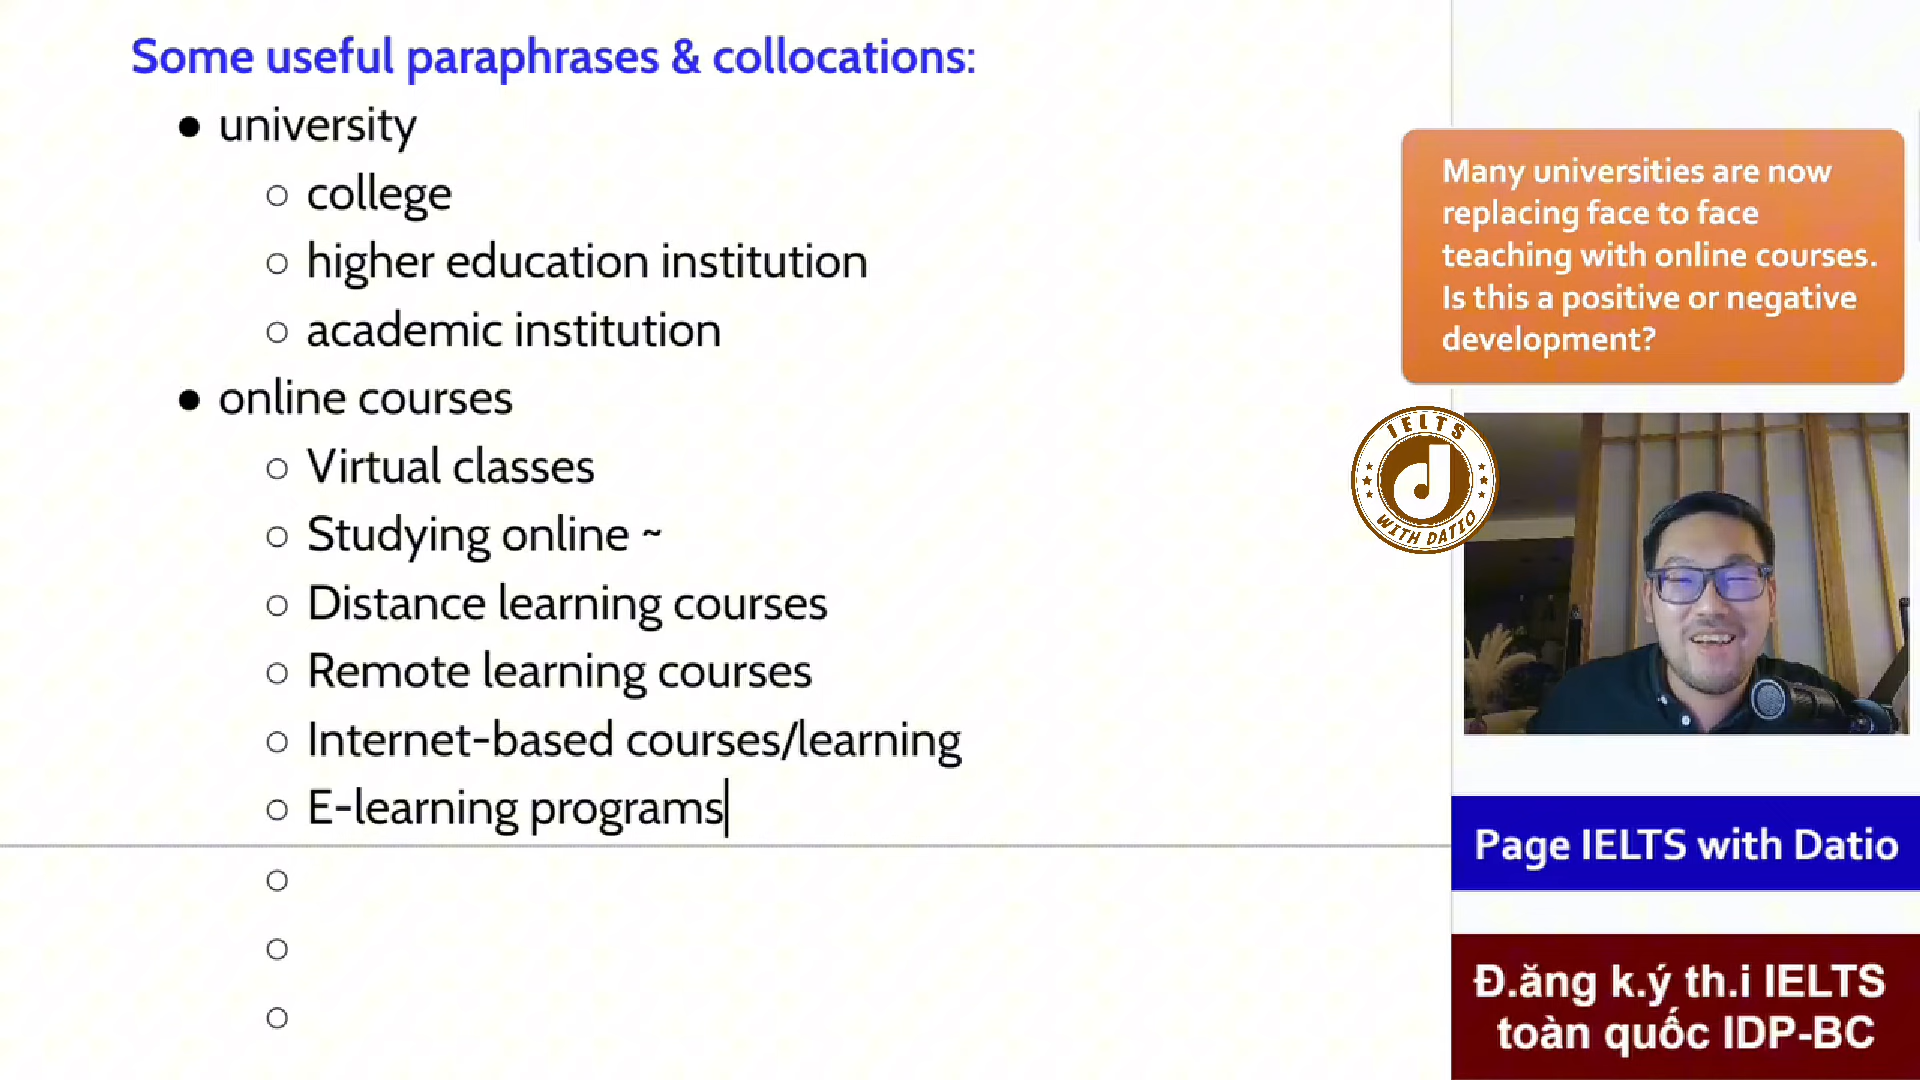 Some useful paraphrases & collocations:
● university
○ college
○ higher education institution
○ academic institution
● online courses
○ Virtual classes
○ Studying online ~
○ Distance learning courses
○ Remote learning courses
○ Internet-based courses/learning
○ E-learning programs
○
○
○
Many universities are now
replacing face to face
teaching with online courses.
Is this a positive or negative
development?
IELTS
d
WITH DATIO
Page IELTS with Datio
Đ.ăng k.ý th.i IELTS
toàn quốc IDP-BC